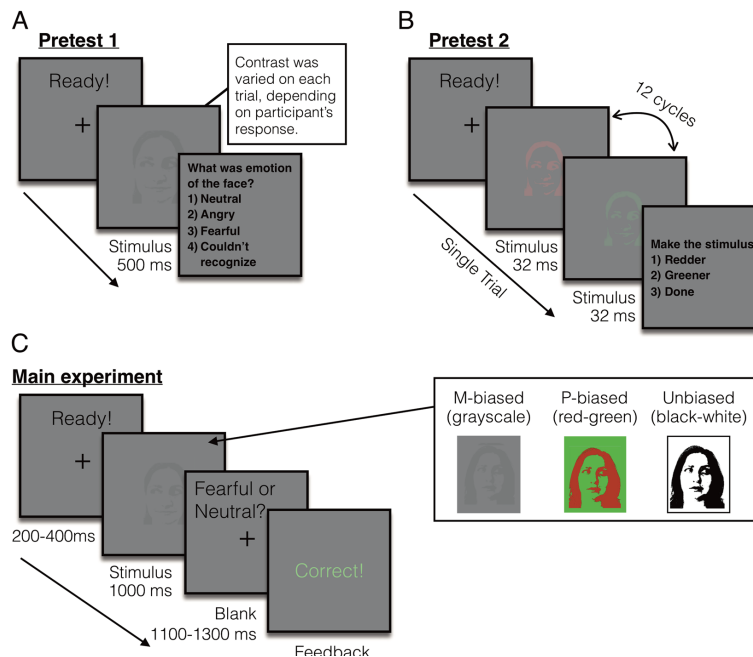 A
Pretest 1
Ready!
+
Contrast was
varied on each
trial, depending
on participant's
response.
What was emotion
of the face?
1) Neutral
2) Angry
3) Fearful
4) Couldn't
recognize
Stimulus
500 ms
B
Pretest 2
Ready!
+
12 cycles
Stimulus
32 ms
Single Trial
Stimulus
32 ms
Make the stimulus
1) Redder
2) Greener
3) Done
C
Main experiment
Ready!
+
200-400ms
Stimulus
1000 ms
Fearful or
Neutral?
+
Blank
1100-1300 ms
Correct!
Feedback
M-biased
(grayscale)
P-biased
(red-green)
Unbiased
(black-white)